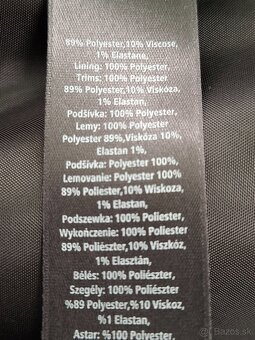 89% Polyester,10% Viscose,
1% Elastane,
Lining: 100% Polyester,
Trims: 100% Polyester
89% Polyester,10% Viskóza,
1% Elastan,
Podšívka: 100% Polyester,
Lemy: 100% Polyester
Polyester 89%,Viskóza 10%,
Elastan 1%,
Podšívka: Polyester 100%,
Lemovanie: Polyester 100%
89% Poliester,10% Wiskoza,
1% Elastan,
Podszewka: 100% Poliester,
Wykończenie: 100% Poliester
89% Poliészter,10% Viszkóz,
1% Elasztán,
Bélés: 100% Poliészter,
Szegély: 100% Poliészter
%89 Polyester,%10 Viskoz,
%1 Elastan,
Astar: %100 Polyester,
Bazos.sk